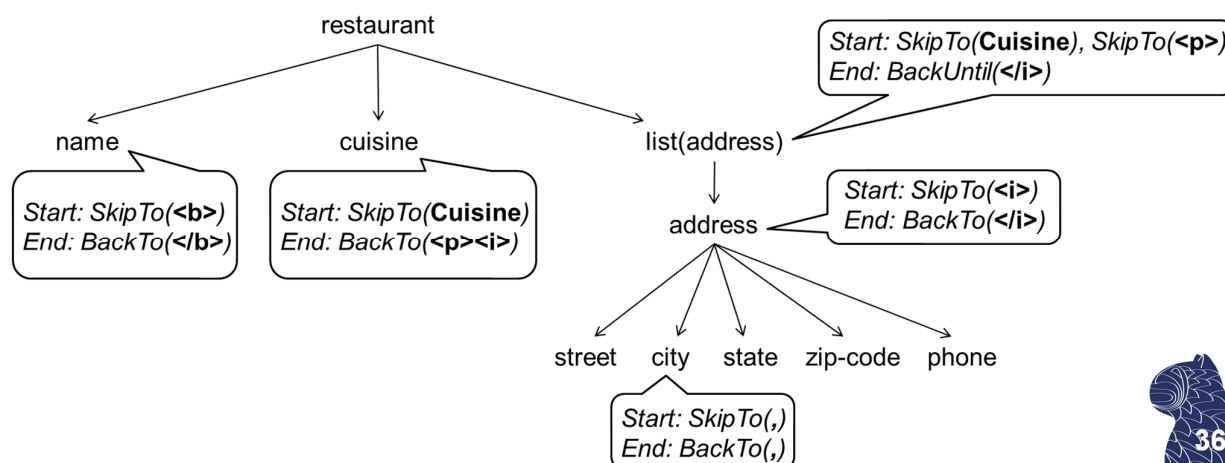 restaurant
Start: SkipTo(Cuisine), SkipTo(<p>)
End: BackUntil(</i>)
name
cuisine
list(address)
Start: SkipTo(<b>)
End: BackTo(</b>)
Start: SkipTo(Cuisine)
End: BackTo(<p><i>)
Start: SkipTo(<i>)
End: BackTo(</i>)
address
street
city
state
zip-code
phone
Start: SkipTo(,)
End: BackTo(,)
36